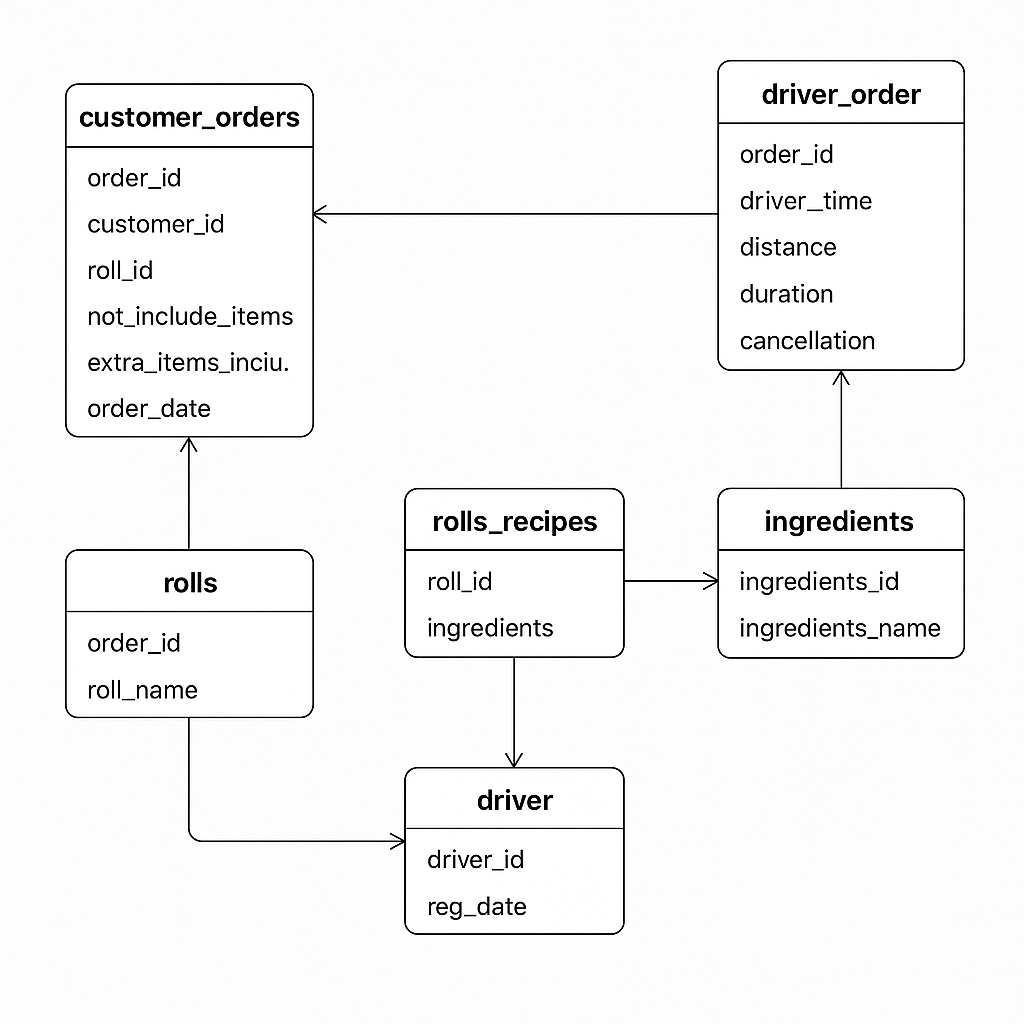 customer_orders
order_id
customer_id
roll_id
not_include_items
extra_items_inciu.
order_date
driver_order
order_id
driver_time
distance
duration
cancellation
rolls
order_id
roll_name
rolls_recipes
roll_id
ingredients
ingredients
ingredients_id
ingredients_name
driver
driver_id
reg_date